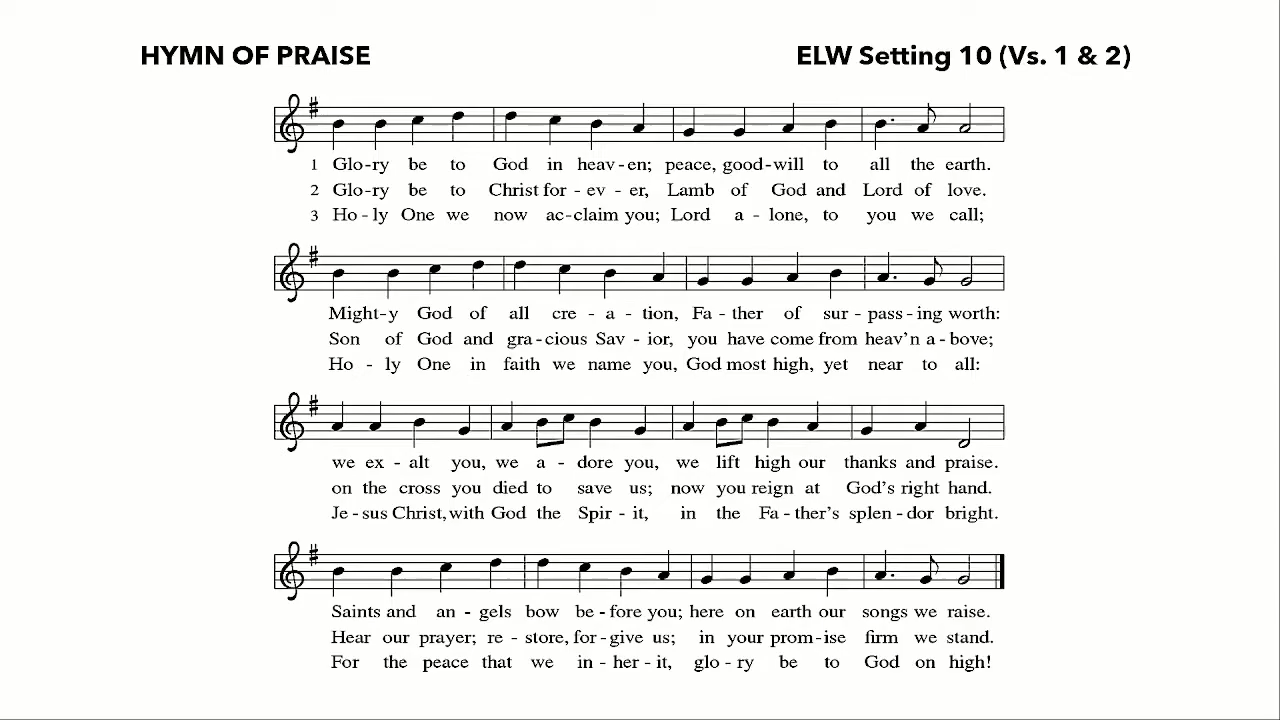 HYMN OF PRAISE ELW Setting 10 (Vs. 1 & 2)
1 Glo-ry be to God in heav-en; peace, good-will to all the earth.
2 Glo-ry be to Christ for - ev - er, Lamb of God and Lord of love.
3 Ho - ly One we now ac-claim you; Lord a - lone, to you we call;
Might-y God of all cre - a - tion, Fa - ther of sur - pass - ing worth:
Son of God and gra-cious Sav - ior, you have come from heav'n a - bove;
Ho - ly One in faith we name you, God most high, yet near to all:
we ex - alt you, we a - dore you, we lift high our thanks and praise.
on the cross you died to save us; now you reign at God's right hand.
Je - sus Christ, with God the Spir - it, in the Fa - ther's splen - dor bright.
Saints and an - gels bow be - fore you; here on earth our songs we raise.
Hear our prayer; re - store, for - give us; in your prom - ise firm we stand.
For the peace that we in - her - it, glo - ry be to God on high!